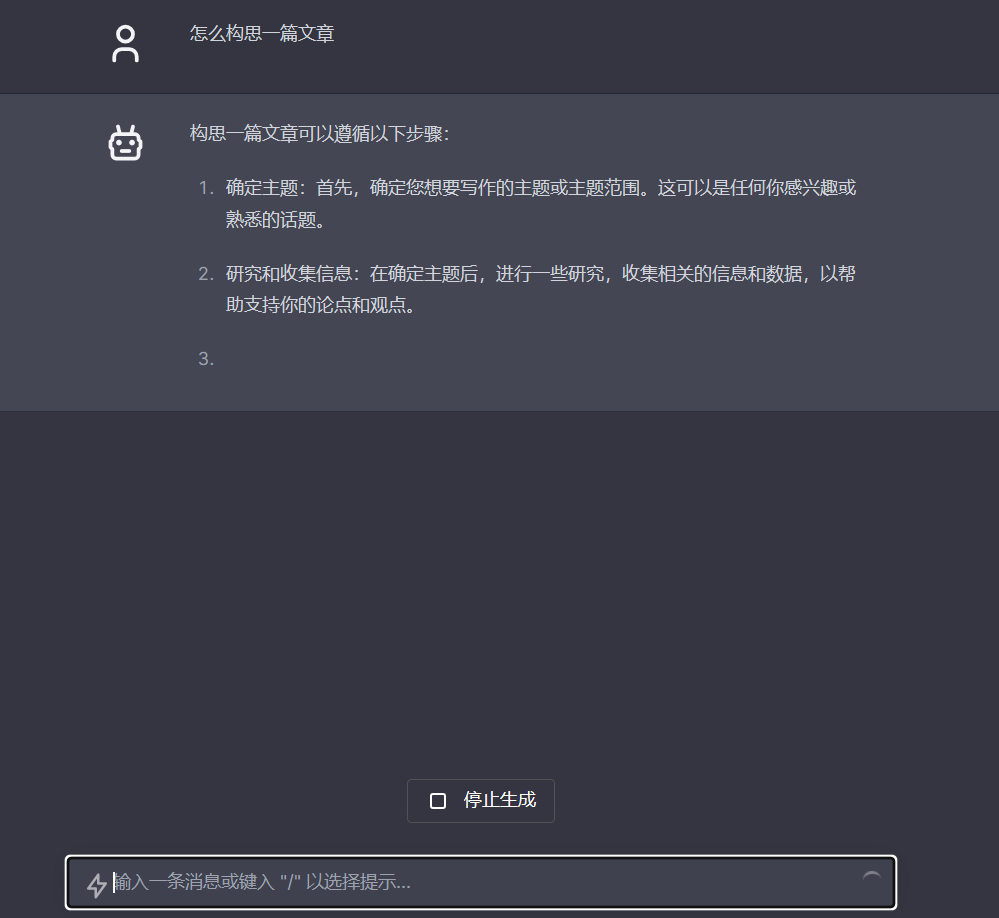 怎么构思一篇文章
构思一篇文章可以遵循以下步骤：
1. 确定主题：首先，确定您想要写作的主题或主题范围。这可以是任何你感兴趣或
熟悉的话题。
2. 研究和收集信息：在确定主题后，进行一些研究，收集相关的信息和数据，以帮
助支持你的论点和观点。
3.
停止生成
输入一条消息或键入 "/" 以选择提示...